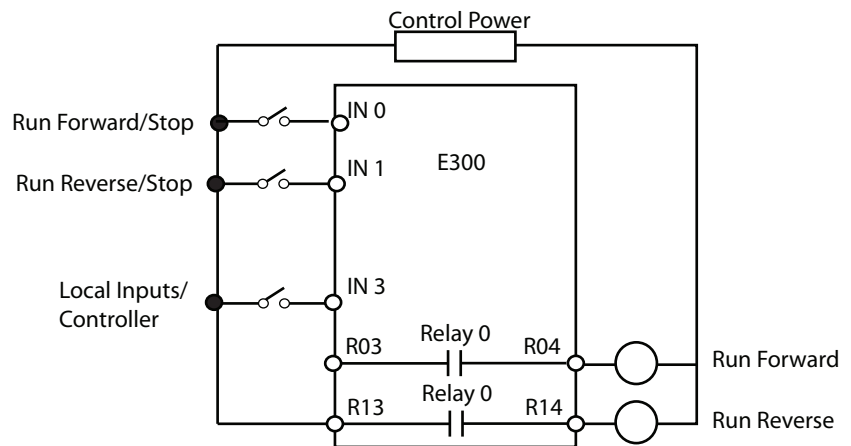 Control Power
Run Forward/Stop
IN 0
Run Reverse/Stop
IN 1
E300
Local Inputs/
Controller
IN 3
R03
Relay 0
R04
Run Forward
R13
Relay 0
R14
Run Reverse